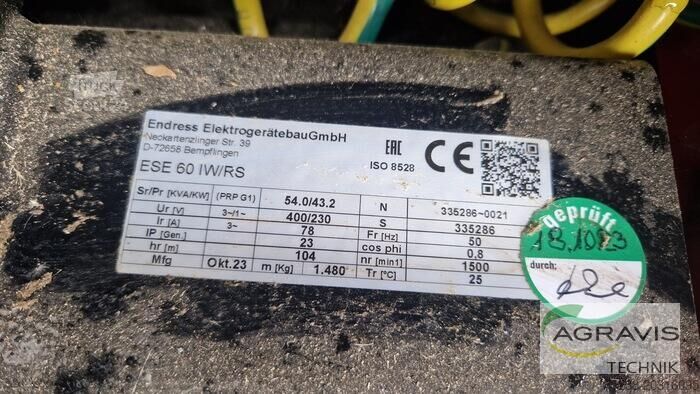 Endress ElektrogerätebauGmbH
Neckartenzlinger Str. 39
D-72658 Bempflingen
ESE 60 IW/RS
EAC
ISO 8528
CE
Sr/Pr [KVA/KW] (PRP G1) 54.0/43.2 N 335286-0021
Ur [V] 3~/1~ 400/230 S 335286
Ir [A] 3~ 78 Fr [Hz] 50
IP [Gen.] 23 cos phi 0,8
hr [m] 104 nr [min1] 1500
Mfg Okt.23 m [Kg] 1.480 Tr [°C] 25
geprüft
durch:
AGRAVIS
TECHNIK